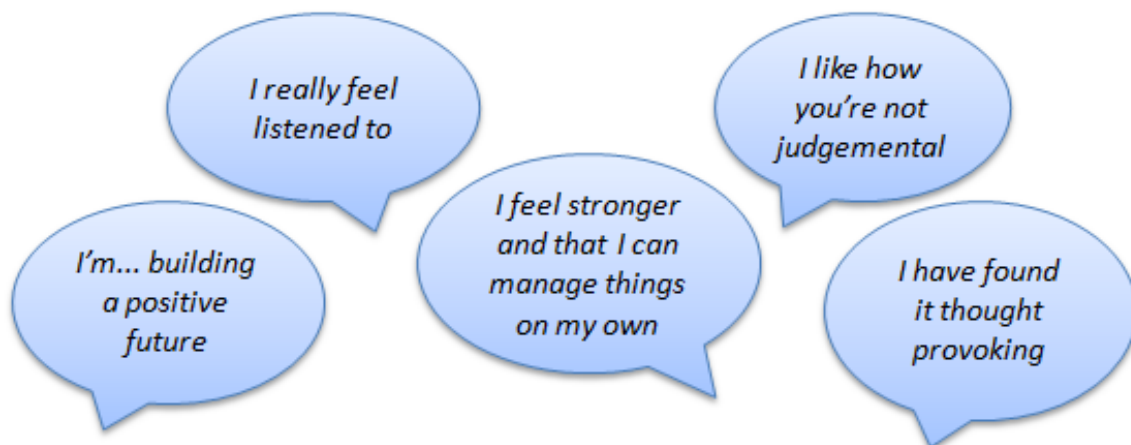 I really feel
listened to
I like how
you're not
judgemental
I'm... building
a positive
future
I feel stronger
and that I can
manage things
on my own
I have found
it thought
provoking